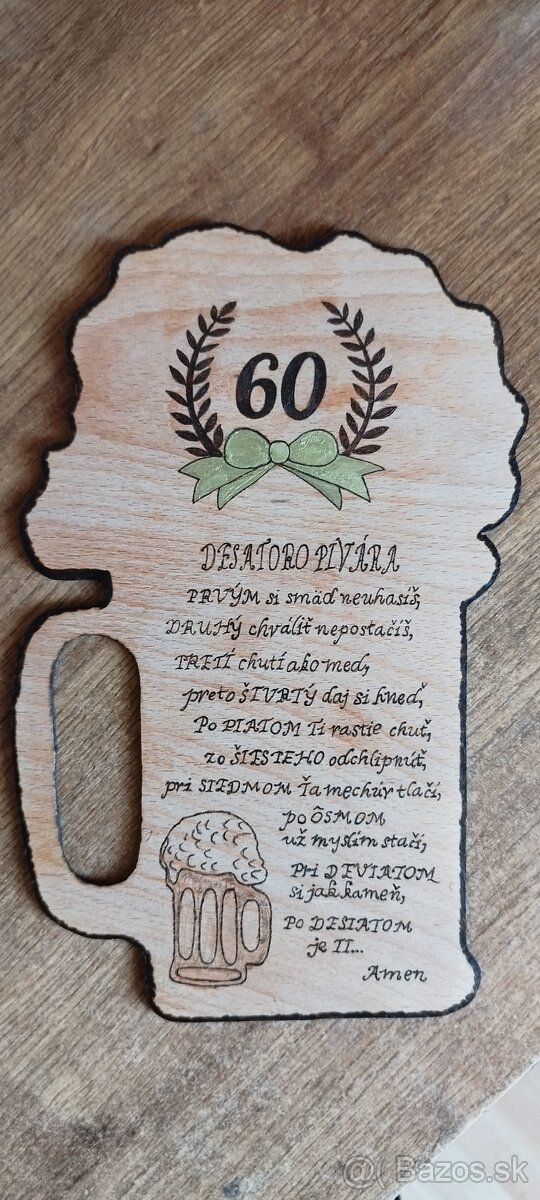 60
DESATORO PIVÁRA
PRVÝM si smäd neuhasíš,
DRUHÝ chváliť nepostačíš,
TRETÍ chutí ako med,
preto ŠTVRTÝ daj si hneď,
Po PIATOM Ti rastie chuť,
zo ŠIESTEHO odchlipnúť,
pri SIEDMOM Ťa mechúr tlačí,
po ÔSMOM
už myslím stačí,
Pri DEVIATOM
si jak kameň,
Po DESIATOM
je II...
Amen
Bazos.sk